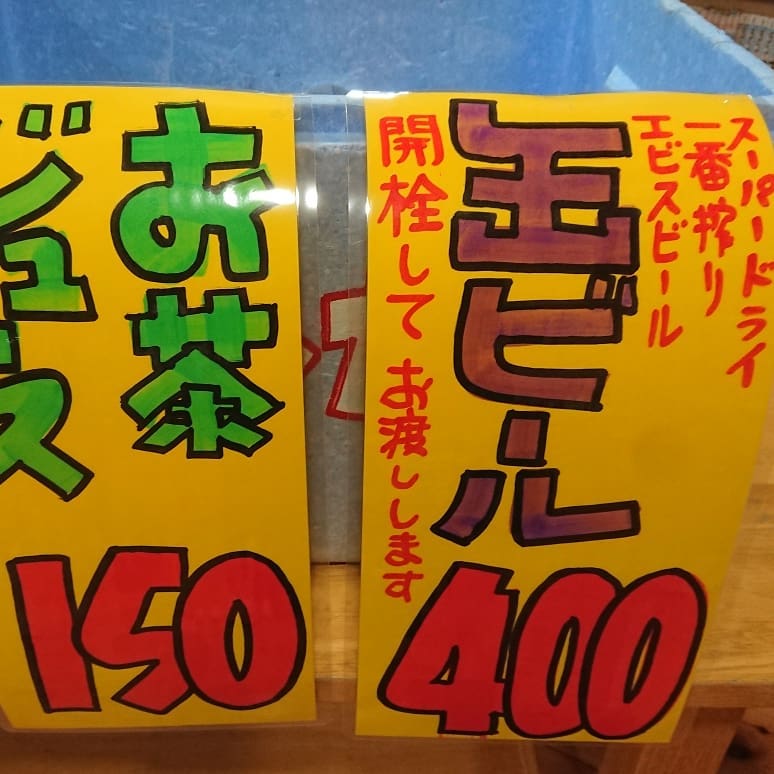 スーパードライ
一番搾り
エビスビール
缶ビール
開栓してお渡しします
400
お茶
ジュース
150